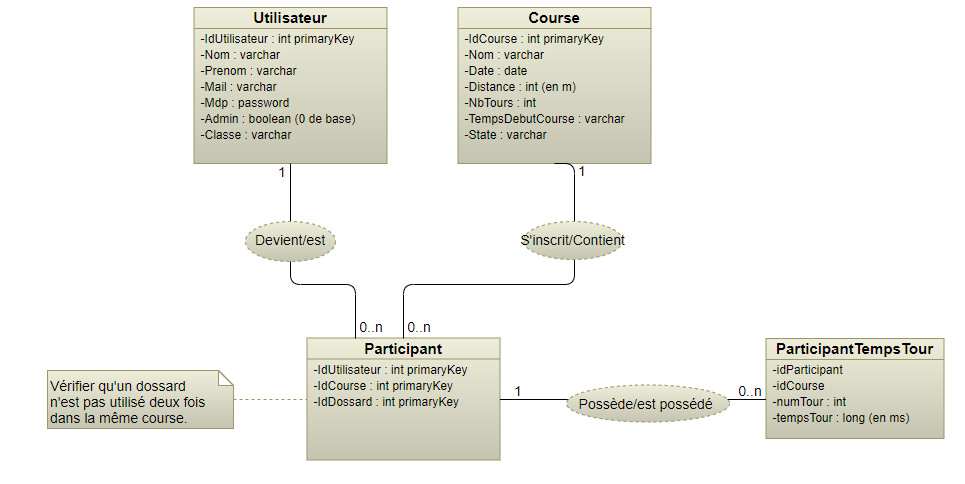 Utilisateur
-IdUtilisateur : int primaryKey
-Nom : varchar
-Prenom : varchar
-Mail : varchar
-Mdp : password
-Admin : boolean (0 de base)
-Classe : varchar
Course
-IdCourse : int primaryKey
-Nom : varchar
-Date : date
-Distance : int (en m)
-NbTours : int
-TempsDebutCourse : varchar
-State : varchar
1
1
Devient/est
S'inscrit/Contient
0..n
0..n
Participant
-IdUtilisateur : int primaryKey
-IdCourse : int primaryKey
-IdDossard : int primaryKey
Vérifier qu'un dossard
n'est pas utilisé deux fois
dans la même course.
1
Possède/est possédé
0..n
ParticipantTempsTour
-idParticipant
-idCourse
-numTour : int
-tempsTour : long (en ms)